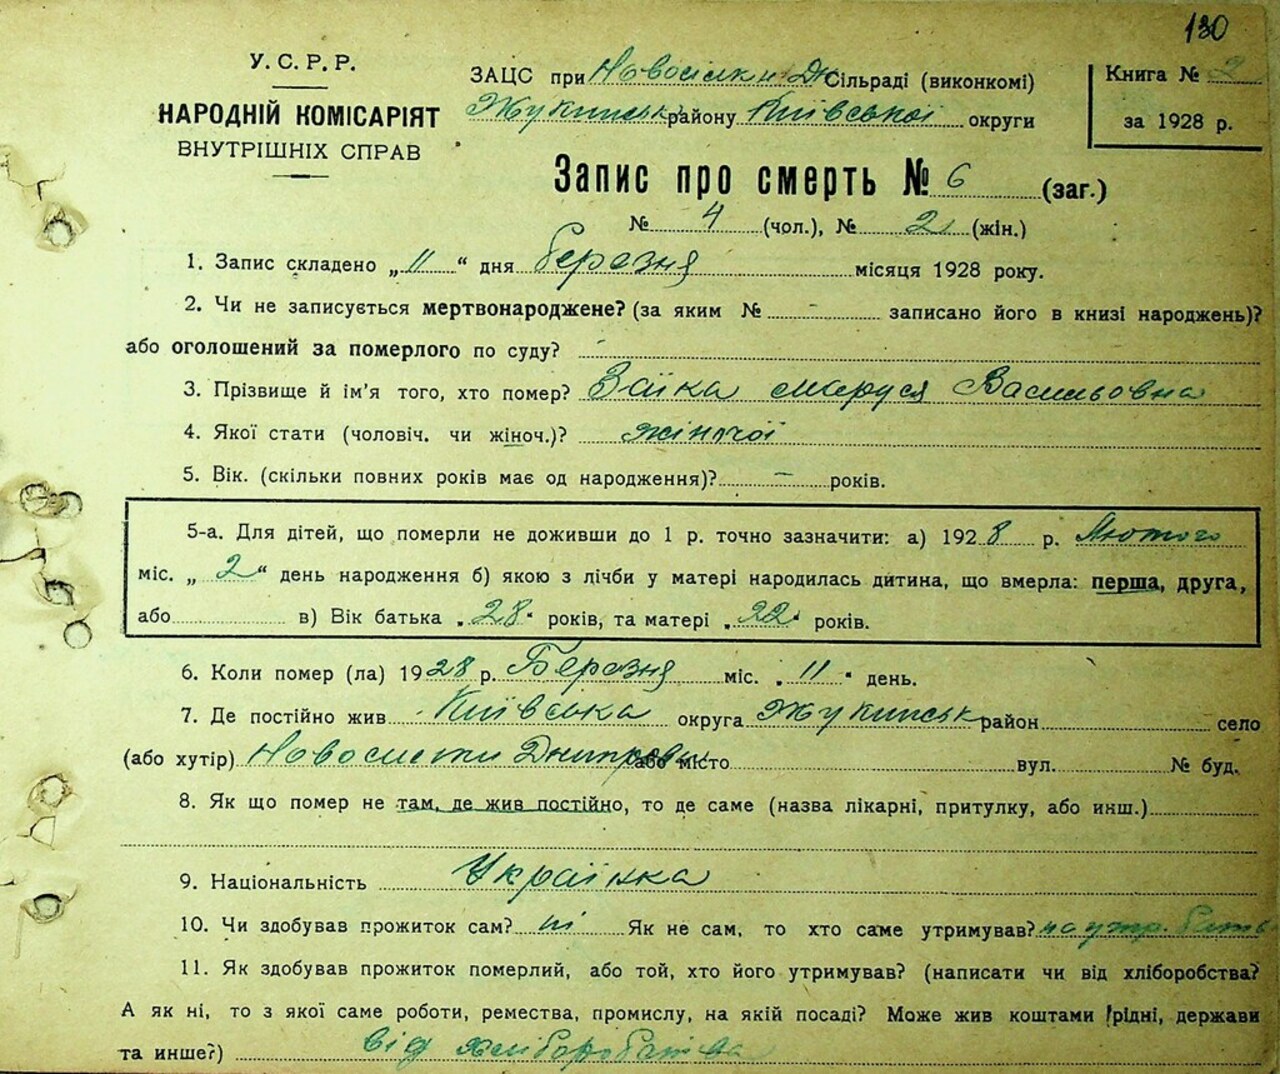 130
У. С. Р. Р.
НАРОДНІЙ КОМІСАРІЯТ
ВНУТРІШНІХ СПРАВ
ЗАЦС при Новосілки Дн. Сільраді (виконкомі)
Жукинськ району Київської округи
Книга № 2
за 1928 р.
Запис про смерть № 6 (заг.)
№ 4 (чол.), № 2 (жін.)
1. Запис складено „11“ дня березня місяця 1928 року.
2. Чи не записується мертвонароджене? (за яким № - записано його в книзі народжень)?
або оголошений за померлого по суду? -
3. Прізвище й ім'я того, хто помер? Заїка Маруся Васильовна
4. Якої стати (чоловіч. чи жіноч.)? жіночої
5. Вік. (скільки повних років має од народження)? - років.
5-а. Для дітей, що померли не доживши до 1 р. точно зазначити: а) 1928 р. Лютого
міс. „2“ день народження б) якою з лічби у матері народилась дитина, що вмерла: перша, друга,
або в) Вік батька „28“ років, та матері „22“ років.
6. Коли помер (ла) 1928 р. Березня міс. „11“ день.
7. Де постійно жив Київська округа Жукинськ район село
(або хутір) Новосілки Дніпрові або місто вул. № буд.
8. Як що помер не там, де жив постійно, то де саме (назва лікарні, притулку, або инш.)
9. Національність Українка
10. Чи здобував прожиток сам? ні Як не сам, то хто саме утримував? на утр. батьк
11. Як здобував прожиток померлий, або той, хто його утримував? (написати чи від хліборобства?
А як ні, то з якої саме роботи, ремества, промислу, на якій посаді? Може жив коштами рідні, держави
та инше?) від хліборобства